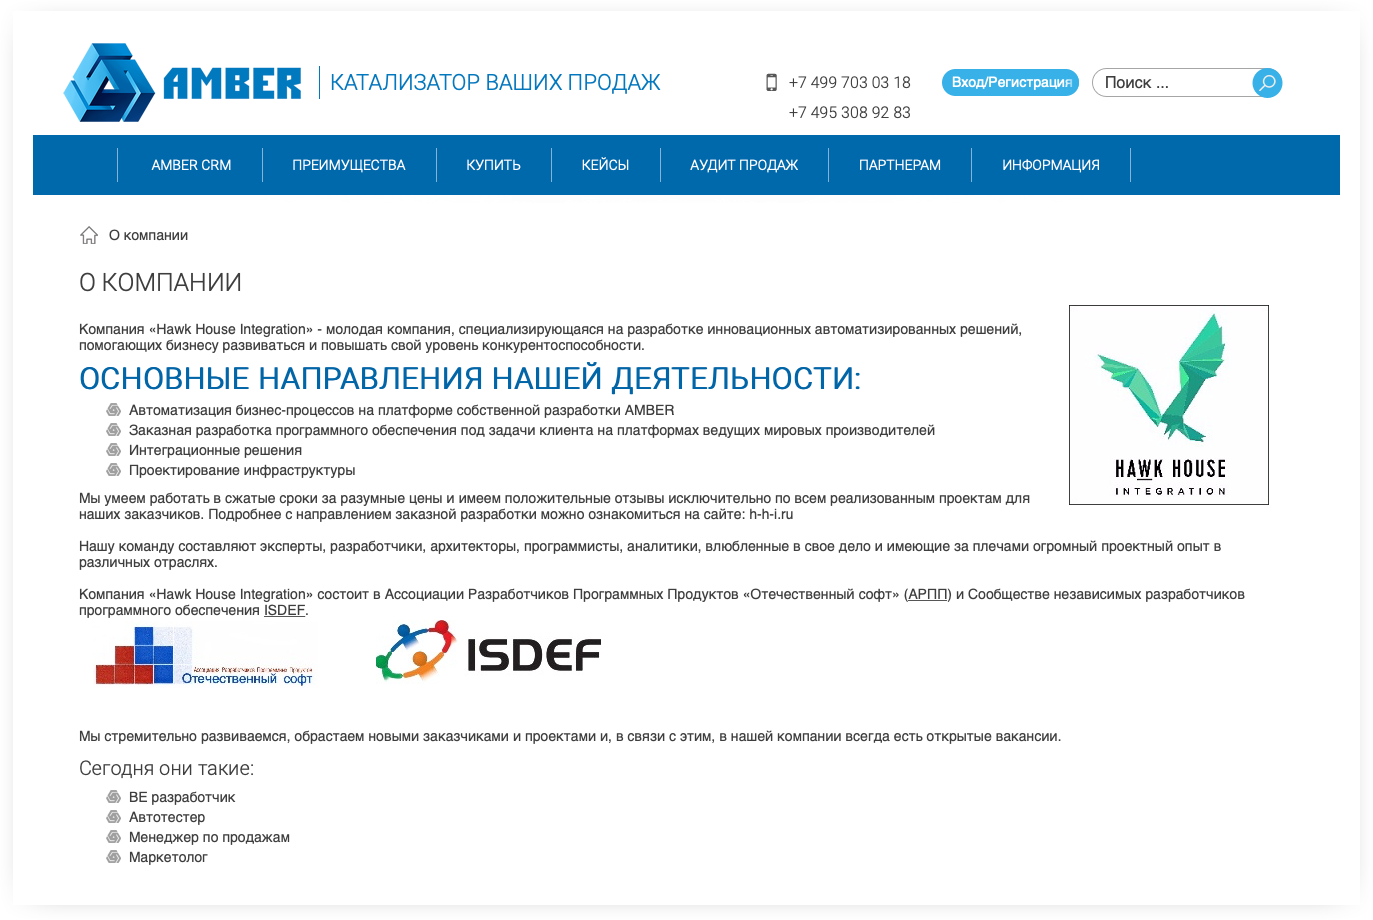 AMBER
КАТАЛИЗАТОР ВАШИХ ПРОДАЖ
+7 499 703 03 18
+7 495 308 92 83
Вход/Регистрация
Поиск ...
AMBER CRM
ПРЕИМУЩЕСТВА
КУПИТЬ
КЕЙСЫ
АУДИТ ПРОДАЖ
ПАРТНЕРАМ
ИНФОРМАЦИЯ
О компании
О КОМПАНИИ
Компания «Hawk House Integration» - молодая компания, специализирующаяся на разработке инновационных автоматизированных решений,
помогающих бизнесу развиваться и повышать свой уровень конкурентоспособности.
ОСНОВНЫЕ НАПРАВЛЕНИЯ НАШЕЙ ДЕЯТЕЛЬНОСТИ:
Автоматизация бизнес-процессов на платформе собственной разработки AMBER
Заказная разработка программного обеспечения под задачи клиента на платформах ведущих мировых производителей
Интеграционные решения
Проектирование инфраструктуры
HAWK HOUSE
INTEGRATION
Мы умеем работать в сжатые сроки за разумные цены и имеем положительные отзывы исключительно по всем реализованным проектам для
наших заказчиков. Подробнее с направлением заказной разработки можно ознакомиться на сайте: h-h-i.ru
Нашу команду составляют эксперты, разработчики, архитекторы, программисты, аналитики, влюбленные в свое дело и имеющие за плечами огромный проектный опыт в
различных отраслях.
Компания «Hawk House Integration» состоит в Ассоциации Разработчиков Программных Продуктов «Отечественный софт» (АРПП) и Сообществе независимых разработчиков
программного обеспечения ISDEF.
Ассоциация Разработчиков Программных Продуктов
Отечественный софт
ISDEF
Мы стремительно развиваемся, обрастаем новыми заказчиками и проектами и, в связи с этим, в нашей компании всегда есть открытые вакансии.
Сегодня они такие:
BE разработчик
Автотестер
Менеджер по продажам
Маркетолог